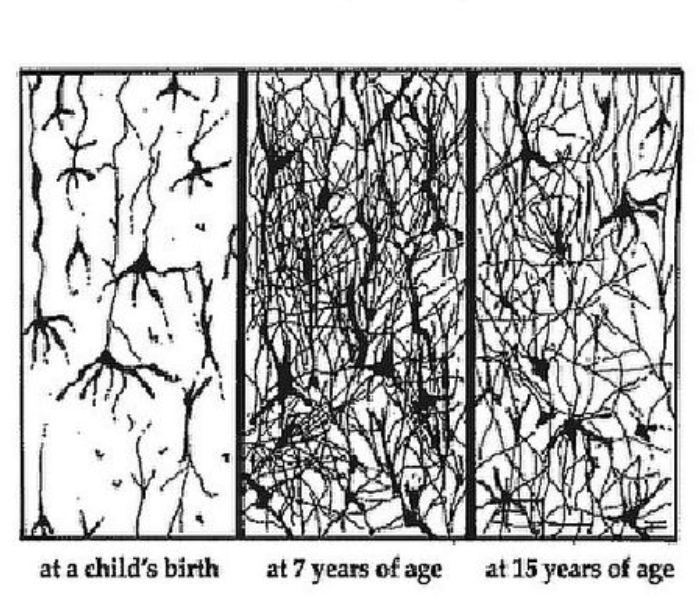 at a child's birth
at 7 years of age
at 15 years of age